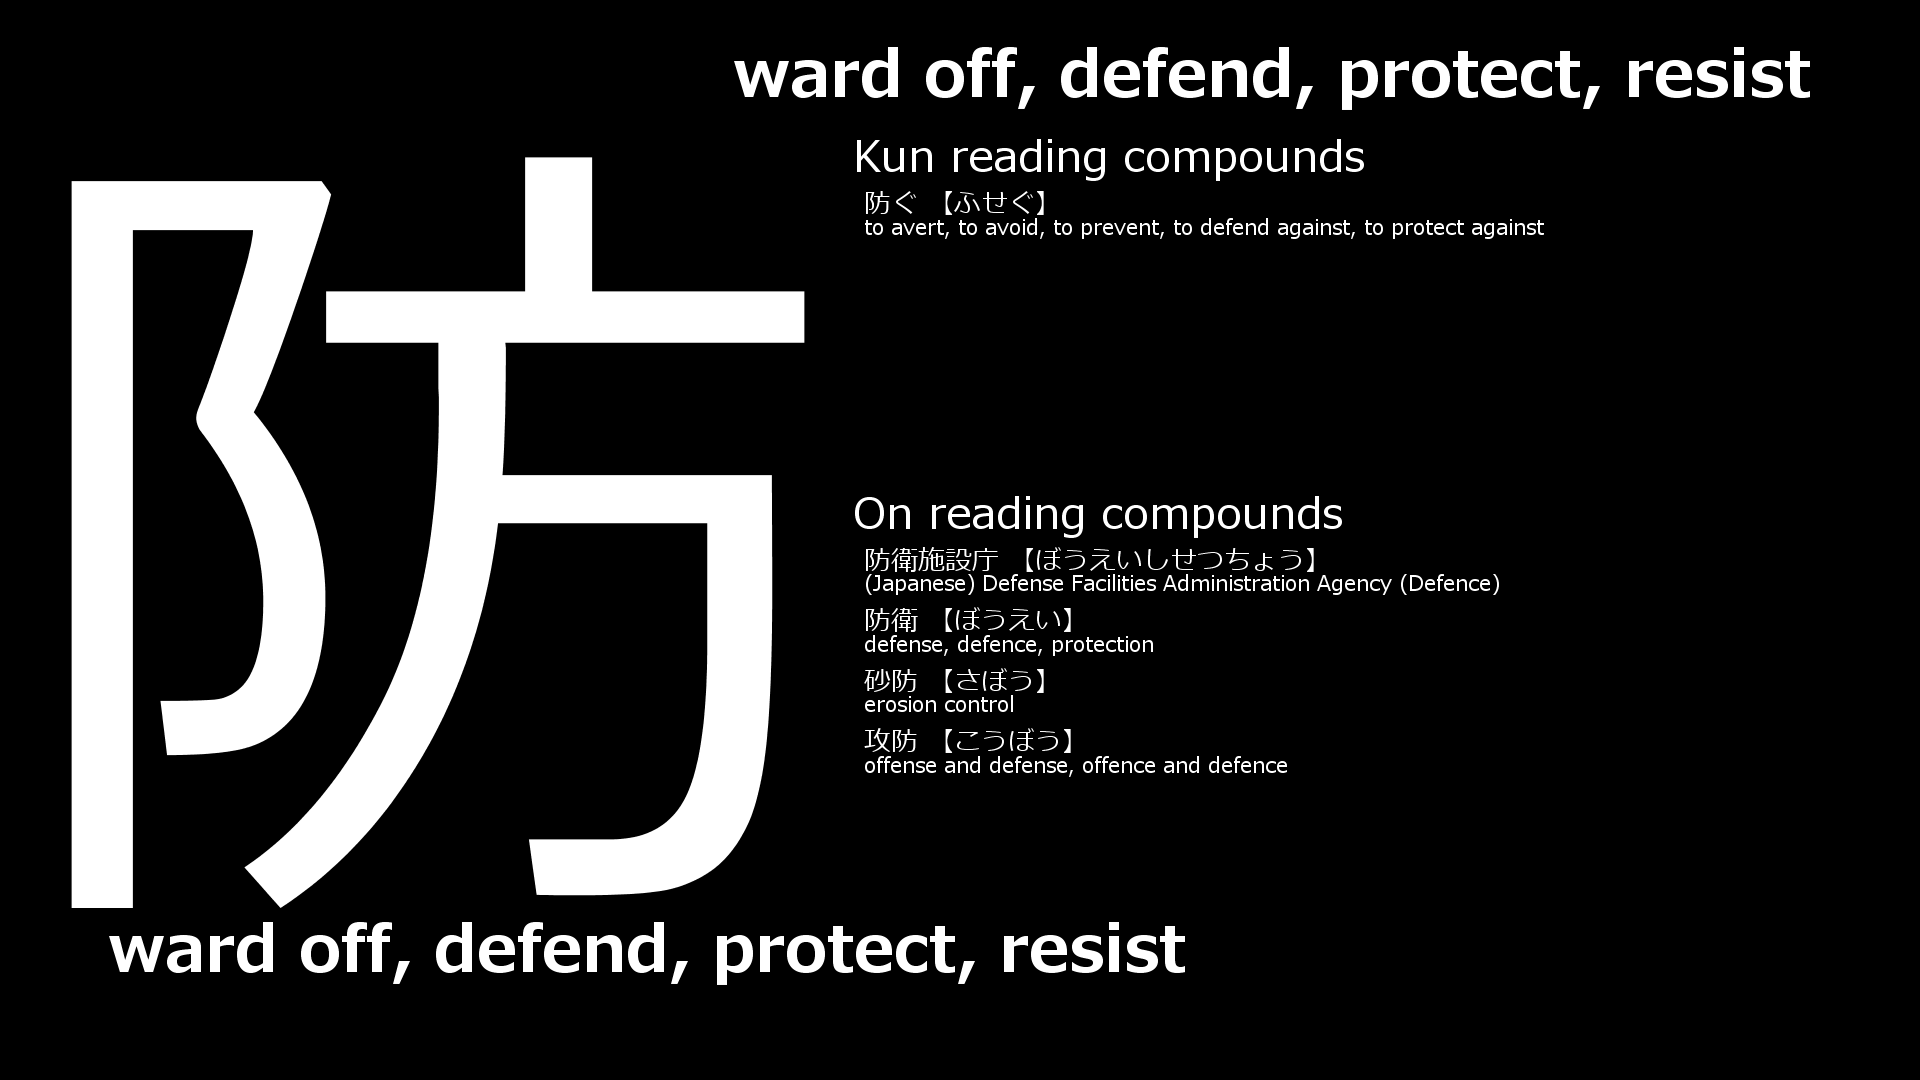 ward off, defend, protect, resist
防
Kun reading compounds
防ぐ 【ふせぐ】
to avert, to avoid, to prevent, to defend against, to protect against
On reading compounds
防衛施設庁 【ぼうえいしせつちょう】
(Japanese) Defense Facilities Administration Agency (Defence)
防衛 【ぼうえい】
defense, defence, protection
砂防 【さぼう】
erosion control
攻防 【こうぼう】
offense and defense, offence and defence
ward off, defend, protect, resist